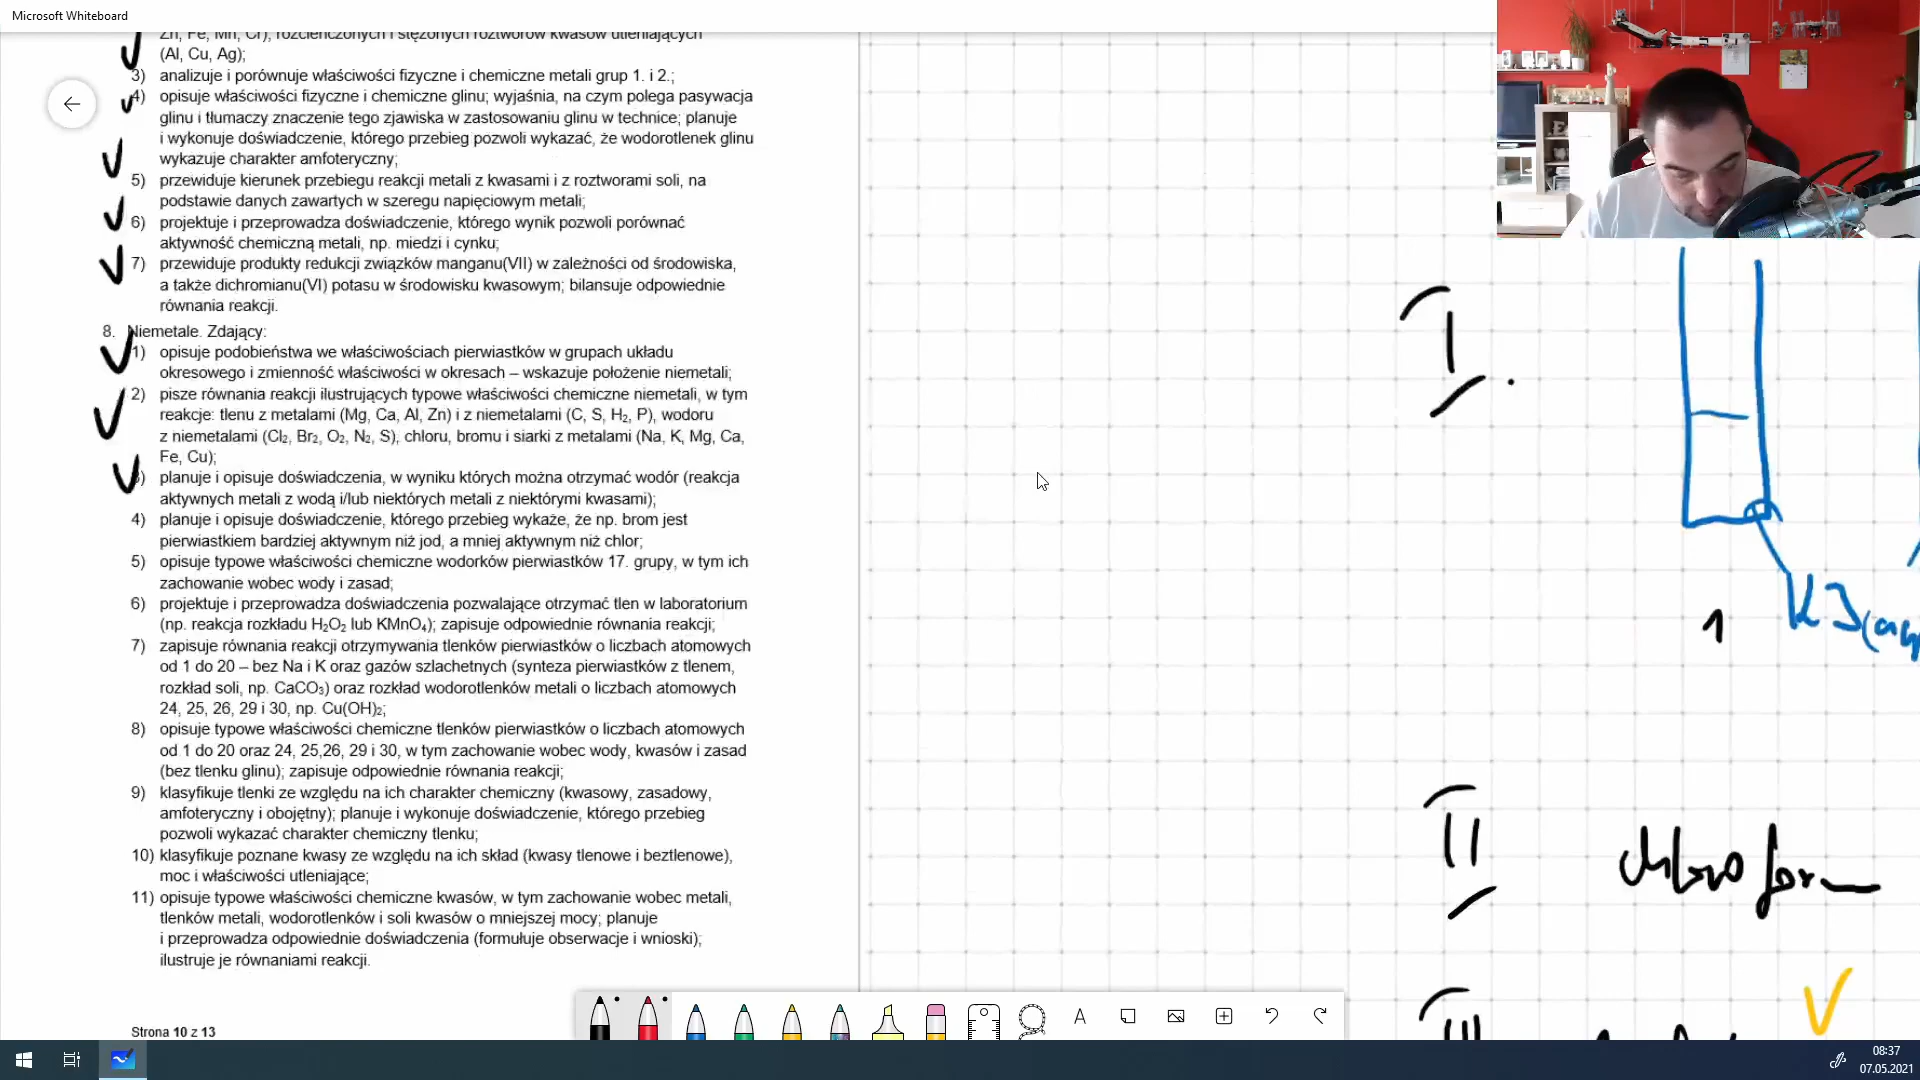 Microsoft Whiteboard
Zn, Fe, Mn, Cr), rozcieńczonych i stężonych roztworów kwasów utleniających
(Al, Cu, Ag);
3) analizuje i porównuje właściwości fizyczne i chemiczne metali grup 1. i 2.;
4) opisuje właściwości fizyczne i chemiczne glinu; wyjaśnia, na czym polega pasywacja
glinu i tłumaczy znaczenie tego zjawiska w zastosowaniu glinu w technice; planuje
i wykonuje doświadczenie, którego przebieg pozwoli wykazać, że wodorotlenek glinu
wykazuje charakter amfoteryczny;
5) przewiduje kierunek przebiegu reakcji metali z kwasami i z roztworami soli, na
podstawie danych zawartych w szeregu napięciowym metali;
6) projektuje i przeprowadza doświadczenie, którego wynik pozwoli porównać
aktywność chemiczną metali, np. miedzi i cynku;
7) przewiduje produkty redukcji związków manganu(VII) w zależności od środowiska,
a także dichromianu(VI) potasu w środowisku kwasowym; bilansuje odpowiednie
równania reakcji.
8. Niemetale. Zdający:
1) opisuje podobieństwa we właściwościach pierwiastków w grupach układu
okresowego i zmienność właściwości w okresach – wskazuje położenie niemetali;
2) pisze równania reakcji ilustrujących typowe właściwości chemiczne niemetali, w tym
reakcje: tlenu z metalami (Mg, Ca, Al, Zn) i z niemetalami (C, S, H₂, P), wodoru
z niemetalami (Cl₂, Br₂, O₂, N₂, S), chloru, bromu i siarki z metalami (Na, K, Mg, Ca,
Fe, Cu);
3) planuje i opisuje doświadczenia, w wyniku których można otrzymać wodór (reakcja
aktywnych metali z wodą i/lub niektórych metali z niektórymi kwasami);
4) planuje i opisuje doświadczenie, którego przebieg wykaże, że np. brom jest
pierwiastkiem bardziej aktywnym niż jod, a mniej aktywnym niż chlor;
5) opisuje typowe właściwości chemiczne wodorków pierwiastków 17. grupy, w tym ich
zachowanie wobec wody i zasad;
6) projektuje i przeprowadza doświadczenia pozwalające otrzymać tlen w laboratorium
(np. reakcja rozkładu H₂O₂ lub KMnO₄); zapisuje odpowiednie równania reakcji;
7) zapisuje równania reakcji otrzymywania tlenków pierwiastków o liczbach atomowych
od 1 do 20 – bez Na i K oraz gazów szlachetnych (synteza pierwiastków z tlenem,
rozkład soli, np. CaCO₃) oraz rozkład wodorotlenków metali o liczbach atomowych
24, 25, 26, 29 i 30, np. Cu(OH)₂;
8) opisuje typowe właściwości chemiczne tlenków pierwiastków o liczbach atomowych
od 1 do 20 oraz 24, 25,26, 29 i 30, w tym zachowanie wobec wody, kwasów i zasad
(bez tlenku glinu); zapisuje odpowiednie równania reakcji;
9) klasyfikuje tlenki ze względu na ich charakter chemiczny (kwasowy, zasadowy,
amfoteryczny i obojętny); planuje i wykonuje doświadczenie, którego przebieg
pozwoli wykazać charakter chemiczny tlenku;
10) klasyfikuje poznane kwasy ze względu na ich skład (kwasy tlenowe i beztlenowe),
moc i właściwości utleniające;
11) opisuje typowe właściwości chemiczne kwasów, w tym zachowanie wobec metali,
tlenków metali, wodorotlenków i soli kwasów o mniejszej mocy; planuje
i przeprowadza odpowiednie doświadczenia (formułuje obserwacje i wnioski);
ilustruje je równaniami reakcji.
Strona 10 z 13
I.
1
KJ(aq
II
chloroform
III
A
08:37
07.05.2021